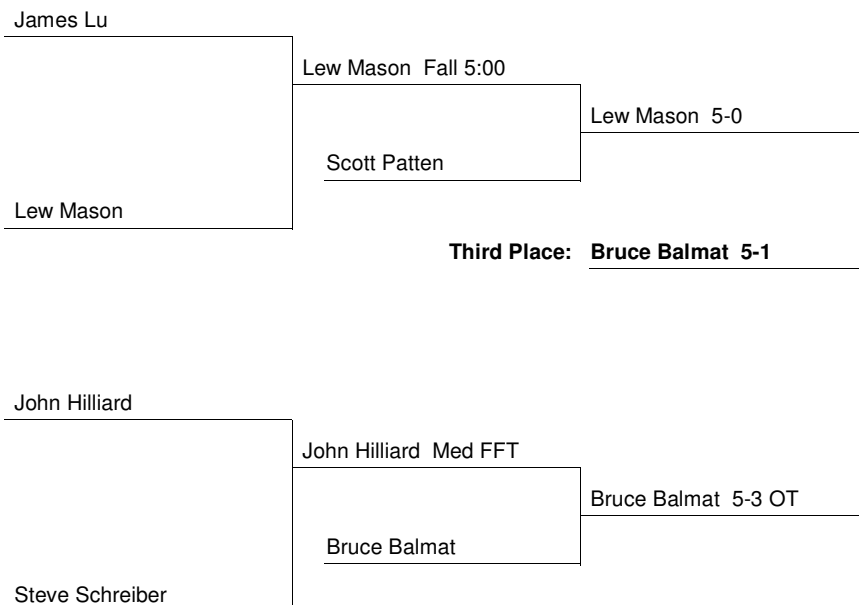 James Lu
Lew Mason  Fall 5:00
Lew Mason  5-0
Scott Patten
Lew Mason
Third Place: Bruce Balmat  5-1
John Hilliard
John Hilliard  Med FFT
Bruce Balmat  5-3 OT
Bruce Balmat
Steve Schreiber